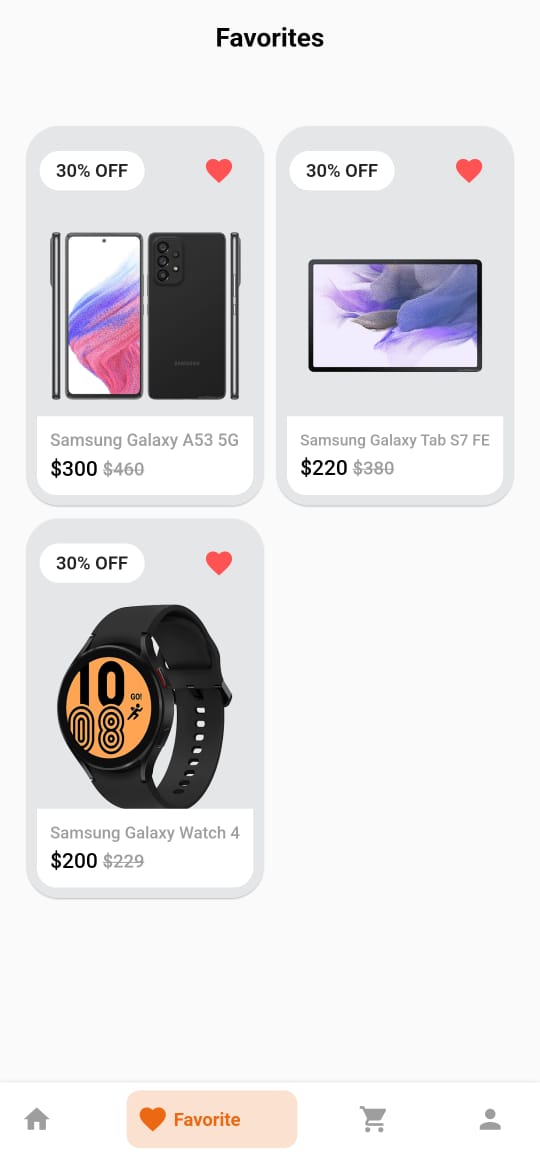 Favorites
30% OFF
30% OFF
SAMSUNG
Samsung Galaxy A53 5G
$300 $460
Samsung Galaxy Tab S7 FE
$220 $380
30% OFF
10
GO!
08
Samsung Galaxy Watch 4
$200 $229
Favorite